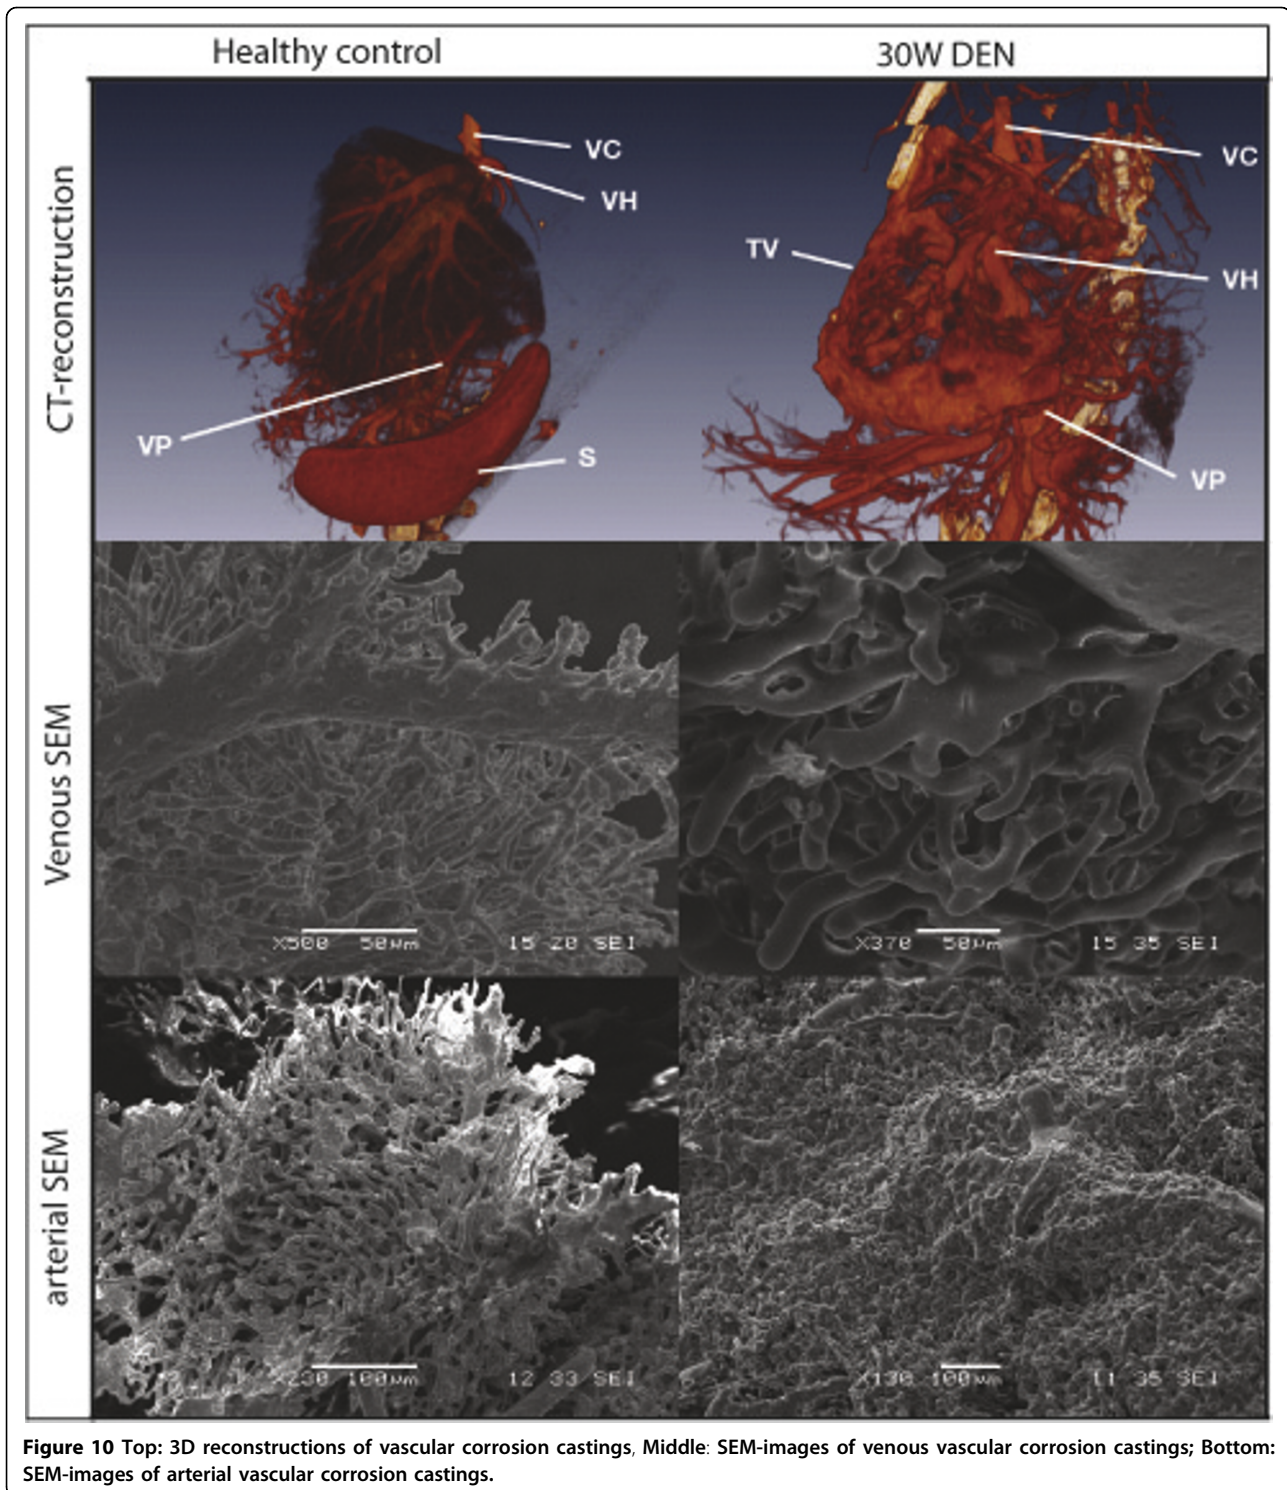 Healthy control
30W DEN
CT-reconstruction
VC
VH
VP
S
VC
TV
VH
VP
Venous SEM
X500 50µm 15 20 SEI
X370 50µm 15 35 SEI
arterial SEM
X230 100µm 12 33 SEI
X130 100µm 11 35 SEI
Figure 10 Top: 3D reconstructions of vascular corrosion castings, Middle: SEM-images of venous vascular corrosion castings; Bottom:
SEM-images of arterial vascular corrosion castings.